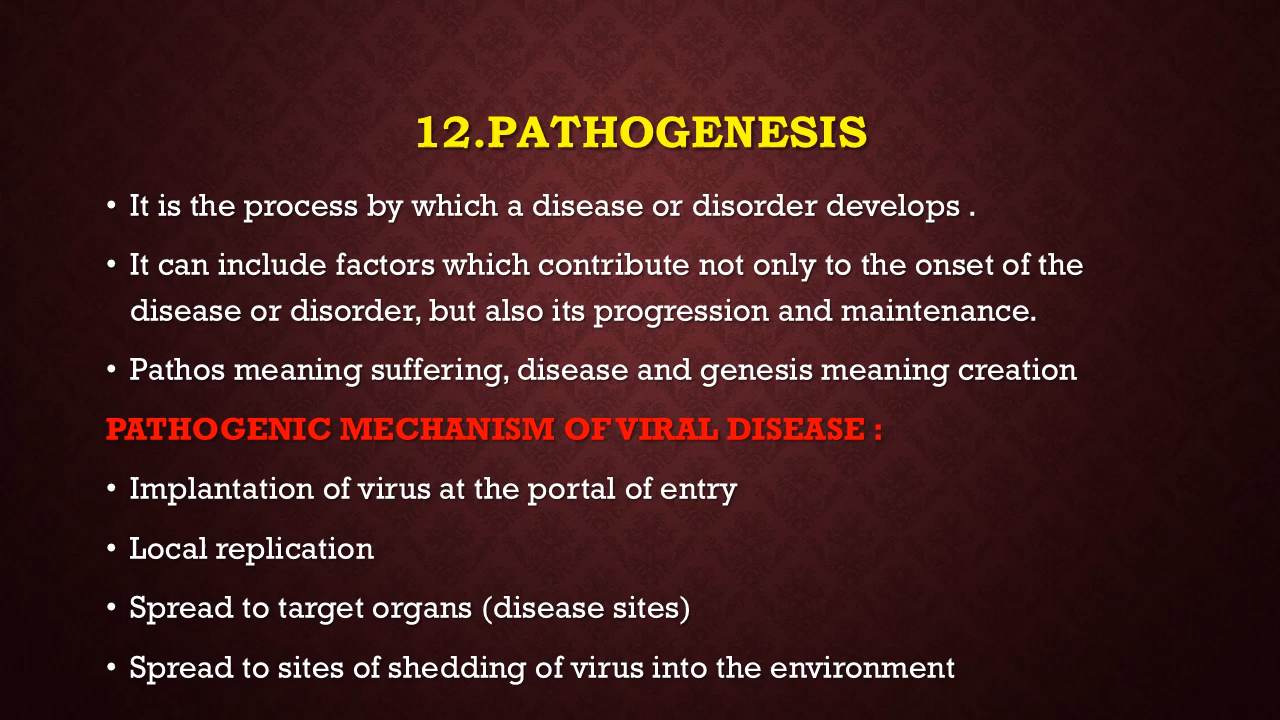 12.PATHOGENESIS
• It is the process by which a disease or disorder develops .
• It can include factors which contribute not only to the onset of the
disease or disorder, but also its progression and maintenance.
• Pathos meaning suffering, disease and genesis meaning creation
PATHOGENIC MECHANISM OF VIRAL DISEASE :
• Implantation of virus at the portal of entry
• Local replication
• Spread to target organs (disease sites)
• Spread to sites of shedding of virus into the environment